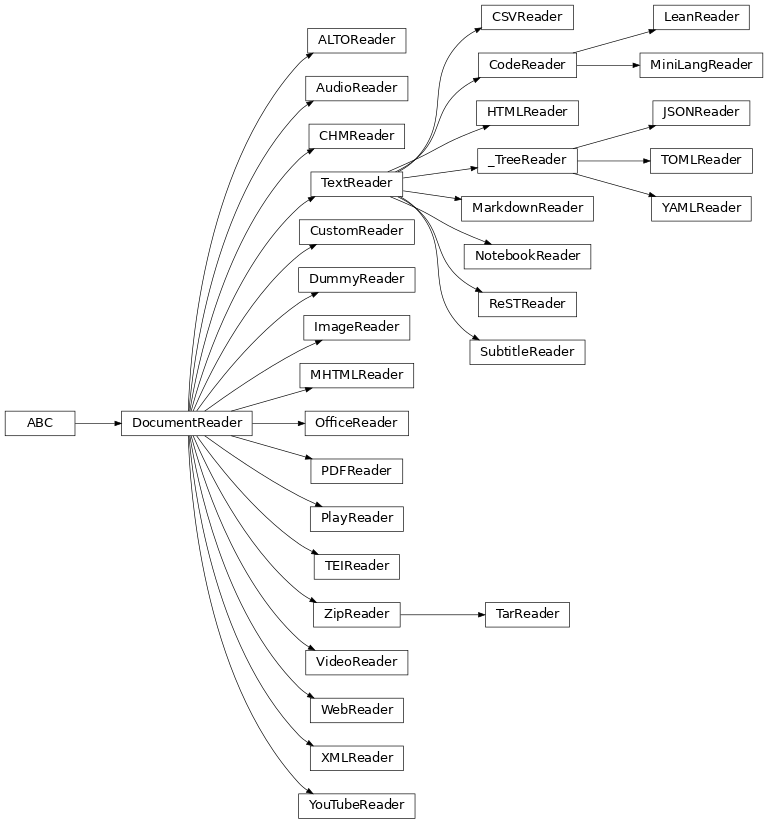 ABC
DocumentReader
ALTOReader
AudioReader
CHMReader
TextReader
CustomReader
DummyReader
ImageReader
MHTMLReader
OfficeReader
PDFReader
PlayReader
TEIReader
ZipReader
VideoReader
WebReader
XMLReader
YouTubeReader
CSVReader
CodeReader
HTMLReader
_TreeReader
MarkdownReader
NotebookReader
ReSTReader
SubtitleReader
TarReader
LeanReader
MiniLangReader
JSONReader
TOMLReader
YAMLReader